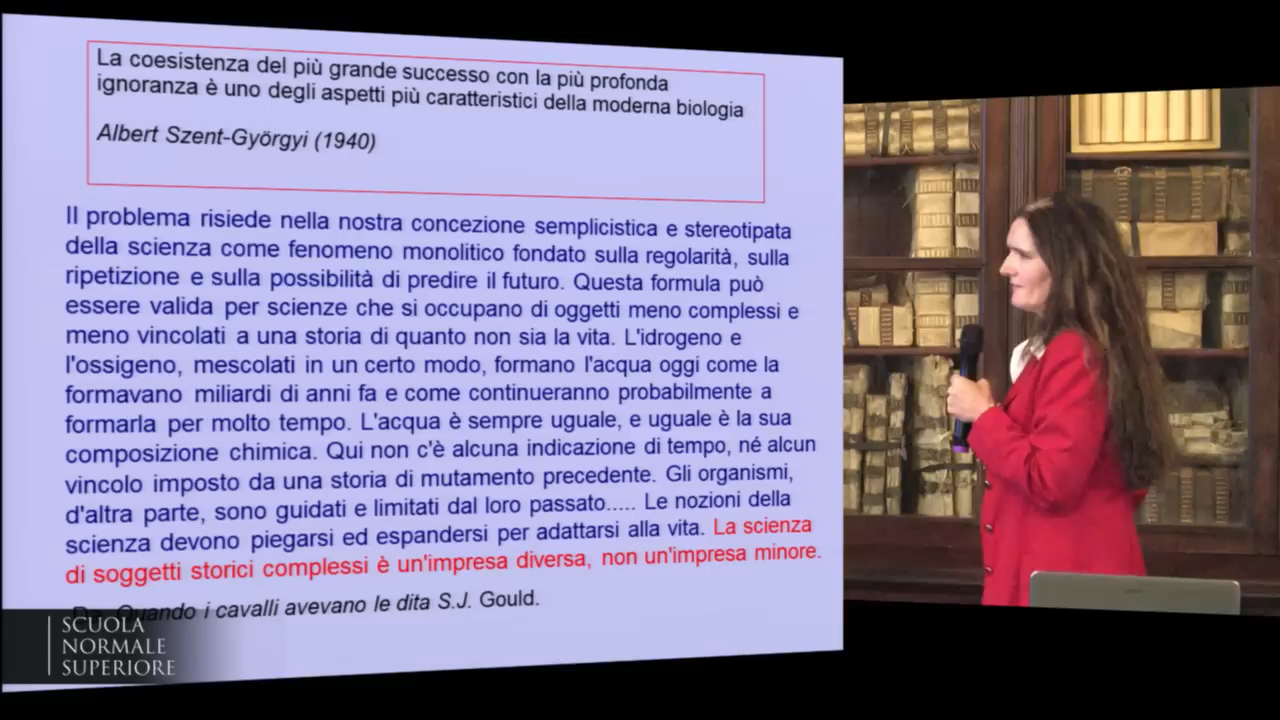 La coesistenza del più grande successo con la più profonda
ignoranza è uno degli aspetti più caratteristici della moderna biologia
Albert Szent-Györgyi (1940)
Il problema risiede nella nostra concezione semplicistica e stereotipata
della scienza come fenomeno monolitico fondato sulla regolarità, sulla
ripetizione e sulla possibilità di predire il futuro. Questa formula può
essere valida per scienze che si occupano di oggetti meno complessi e
meno vincolati a una storia di quanto non sia la vita. L'idrogeno e
l'ossigeno, mescolati in un certo modo, formano l'acqua oggi come la
formavano miliardi di anni fa e come continueranno probabilmente a
formarla per molto tempo. L'acqua è sempre uguale, e uguale è la sua
composizione chimica. Qui non c'è alcuna indicazione di tempo, né alcun
vincolo imposto da una storia di mutamento precedente. Gli organismi,
d'altra parte, sono guidati e limitati dal loro passato..... Le nozioni della
scienza devono piegarsi ed espandersi per adattarsi alla vita. La scienza
di soggetti storici complessi è un'impresa diversa, non un'impresa minore.
Quando i cavalli avevano le dita S.J. Gould.
SCUOLA
NORMALE
SUPERIORE